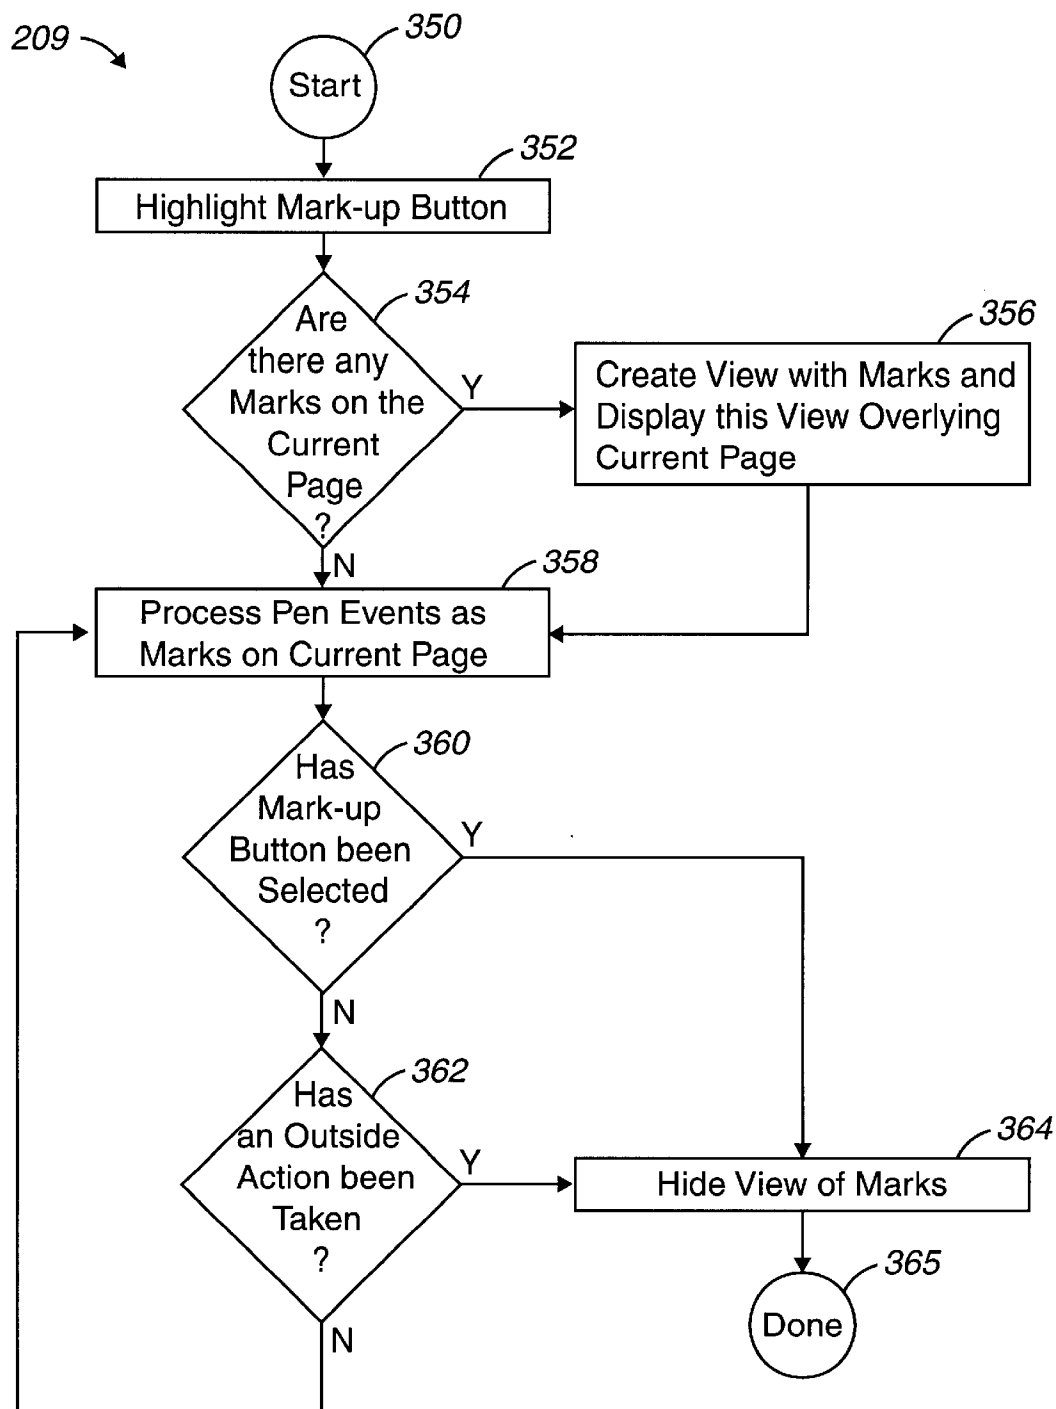 209
350
Start
352
Highlight Mark-up Button
354
Are
there any
Marks on the
Current
Page
?
Y
N
356
Create View with Marks and
Display this View Overlying
Current Page
358
Process Pen Events as
Marks on Current Page
360
Has
Mark-up
Button been
Selected
?
Y
N
362
Has
an Outside
Action been
Taken
?
Y
N
364
Hide View of Marks
365
Done